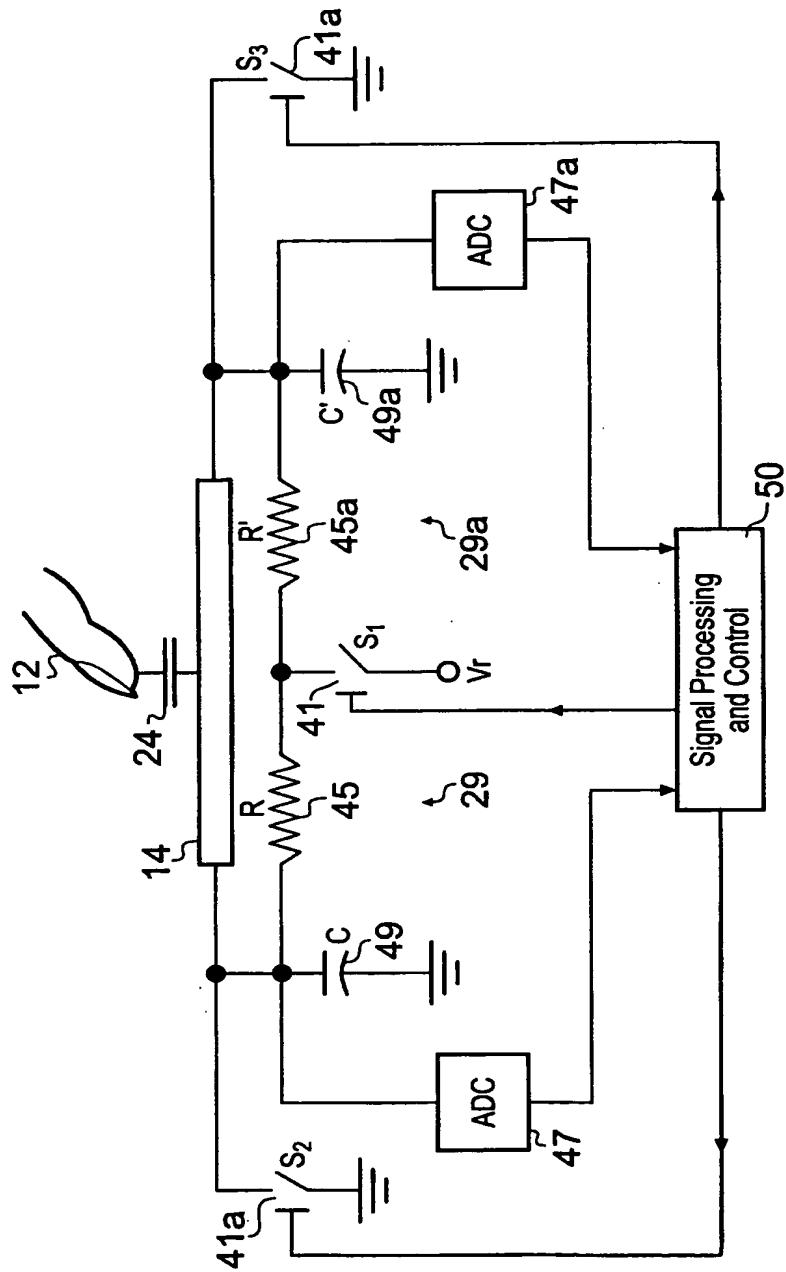 12
24
14
R
45
R'
45a
S1
41
Vr
29
29a
C
49
C'
49a
S2
41a
S3
41a
ADC
47
ADC
47a
Signal Processing
and Control
50